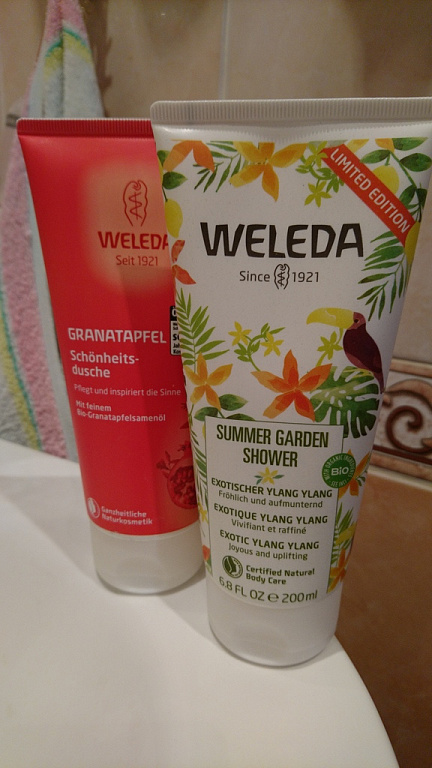 WELEDA
Seit 1921
GRANATAPFEL
Schönheits-
dusche
Pflegt und inspiriert die Sinne
Mit feinem
Bio-Granatapfelsamenöl
Ganzheitliche
Naturkosmetik
LIMITED EDITION
WELEDA
Since 1921
SUMMER GARDEN
SHOWER
BIO
EXOTISCHER YLANG YLANG
Fröhlich und aufmunternd
EXOTIQUE YLANG YLANG
Vivifiant et raffiné
EXOTIC YLANG YLANG
Joyous and uplifting
Certified Natural
Body Care
6.8 FL OZ e 200ml